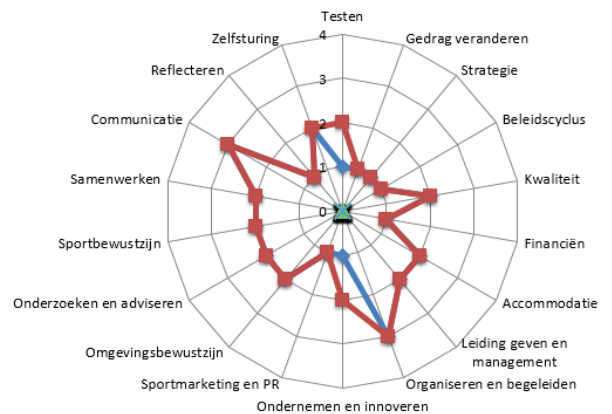 Testen
Gedrag veranderen
Strategie
Beleidscyclus
Kwaliteit
Financiën
Accommodatie
Leiding geven en
management
Organiseren en begeleiden
Ondernemen en innoveren
Sportmarketing en PR
Omgevingsbewustzijn
Onderzoeken en adviseren
Sportbewustzijn
Samenwerken
Communicatie
Reflecteren
Zelfsturing
4
3
2
1
0